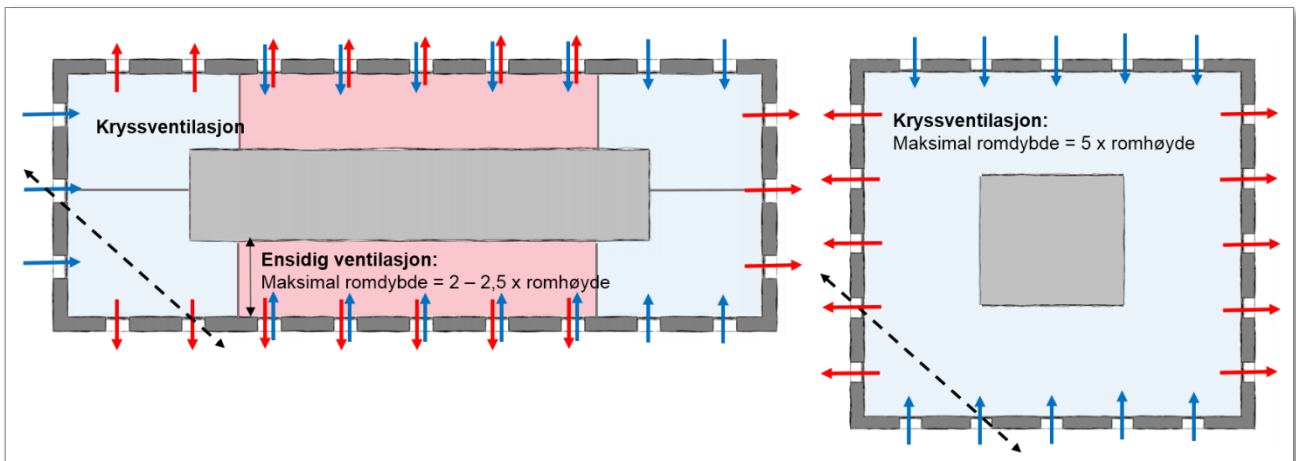 Kryssventilasjon
Ensidig ventilasjon:
Maksimal romdybde = 2 – 2,5 x romhøyde
Kryssventilasjon:
Maksimal romdybde = 5 x romhøyde